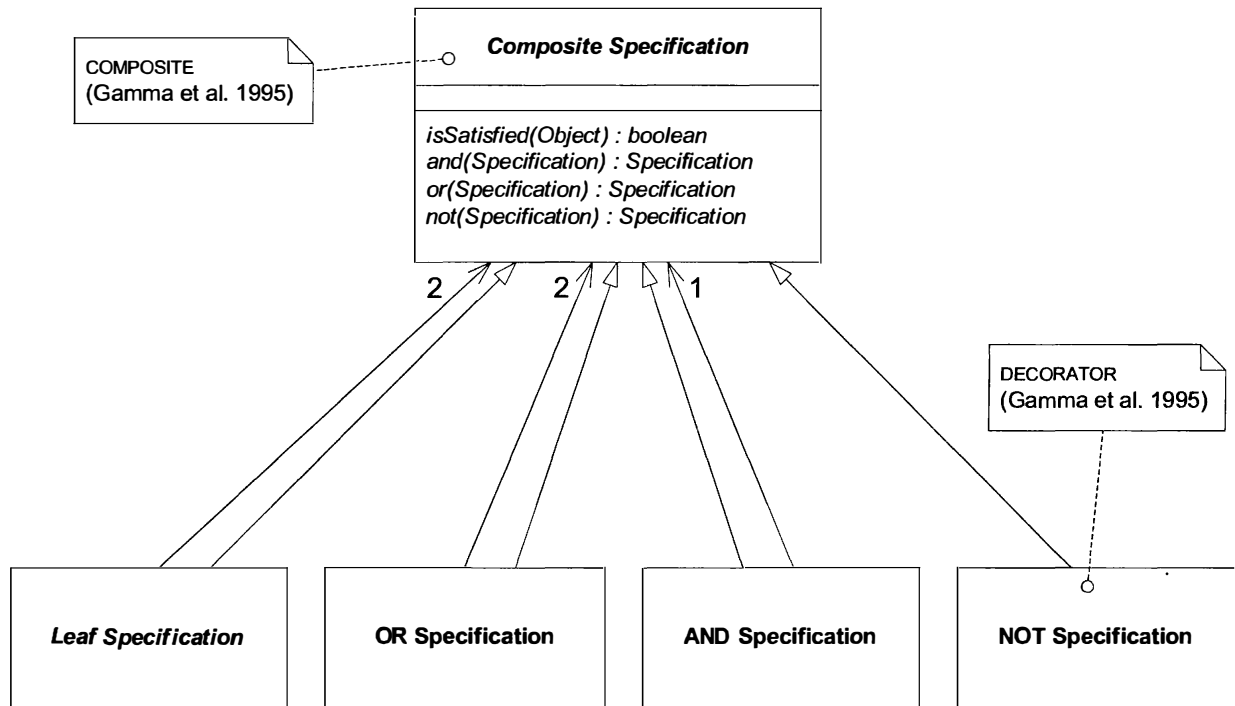 Composite Specification
COMPOSITE
(Gamma et al. 1995)
isSatisfied(Object) : boolean
and(Specification) : Specification
or(Specification) : Specification
not(Specification) : Specification
2
2
1
DECORATOR
(Gamma et al. 1995)
Leaf Specification
OR Specification
AND Specification
NOT Specification